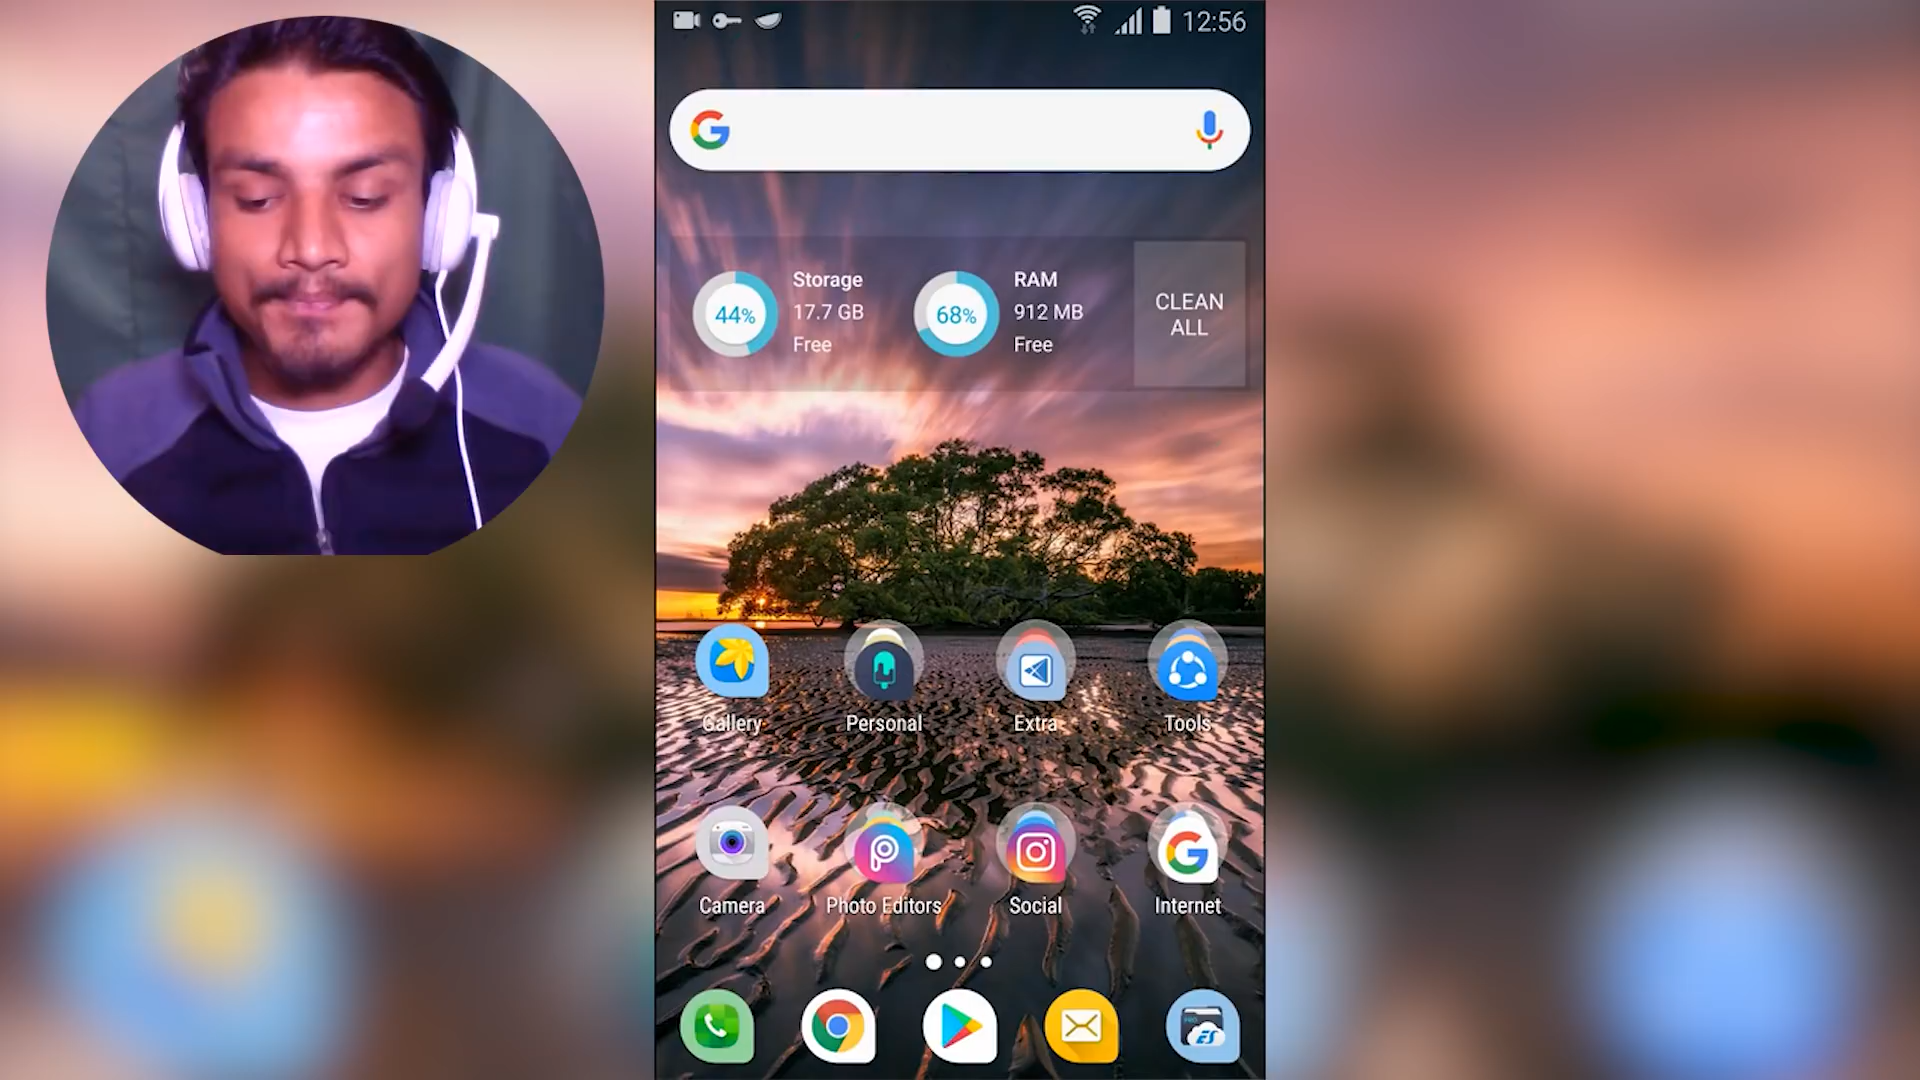 12:56
Storage
44%
17.7 GB
Free
RAM
68%
912 MB
Free
CLEAN
ALL
Gallery
Personal
Extra
Tools
Camera
Photo Editors
Social
Internet